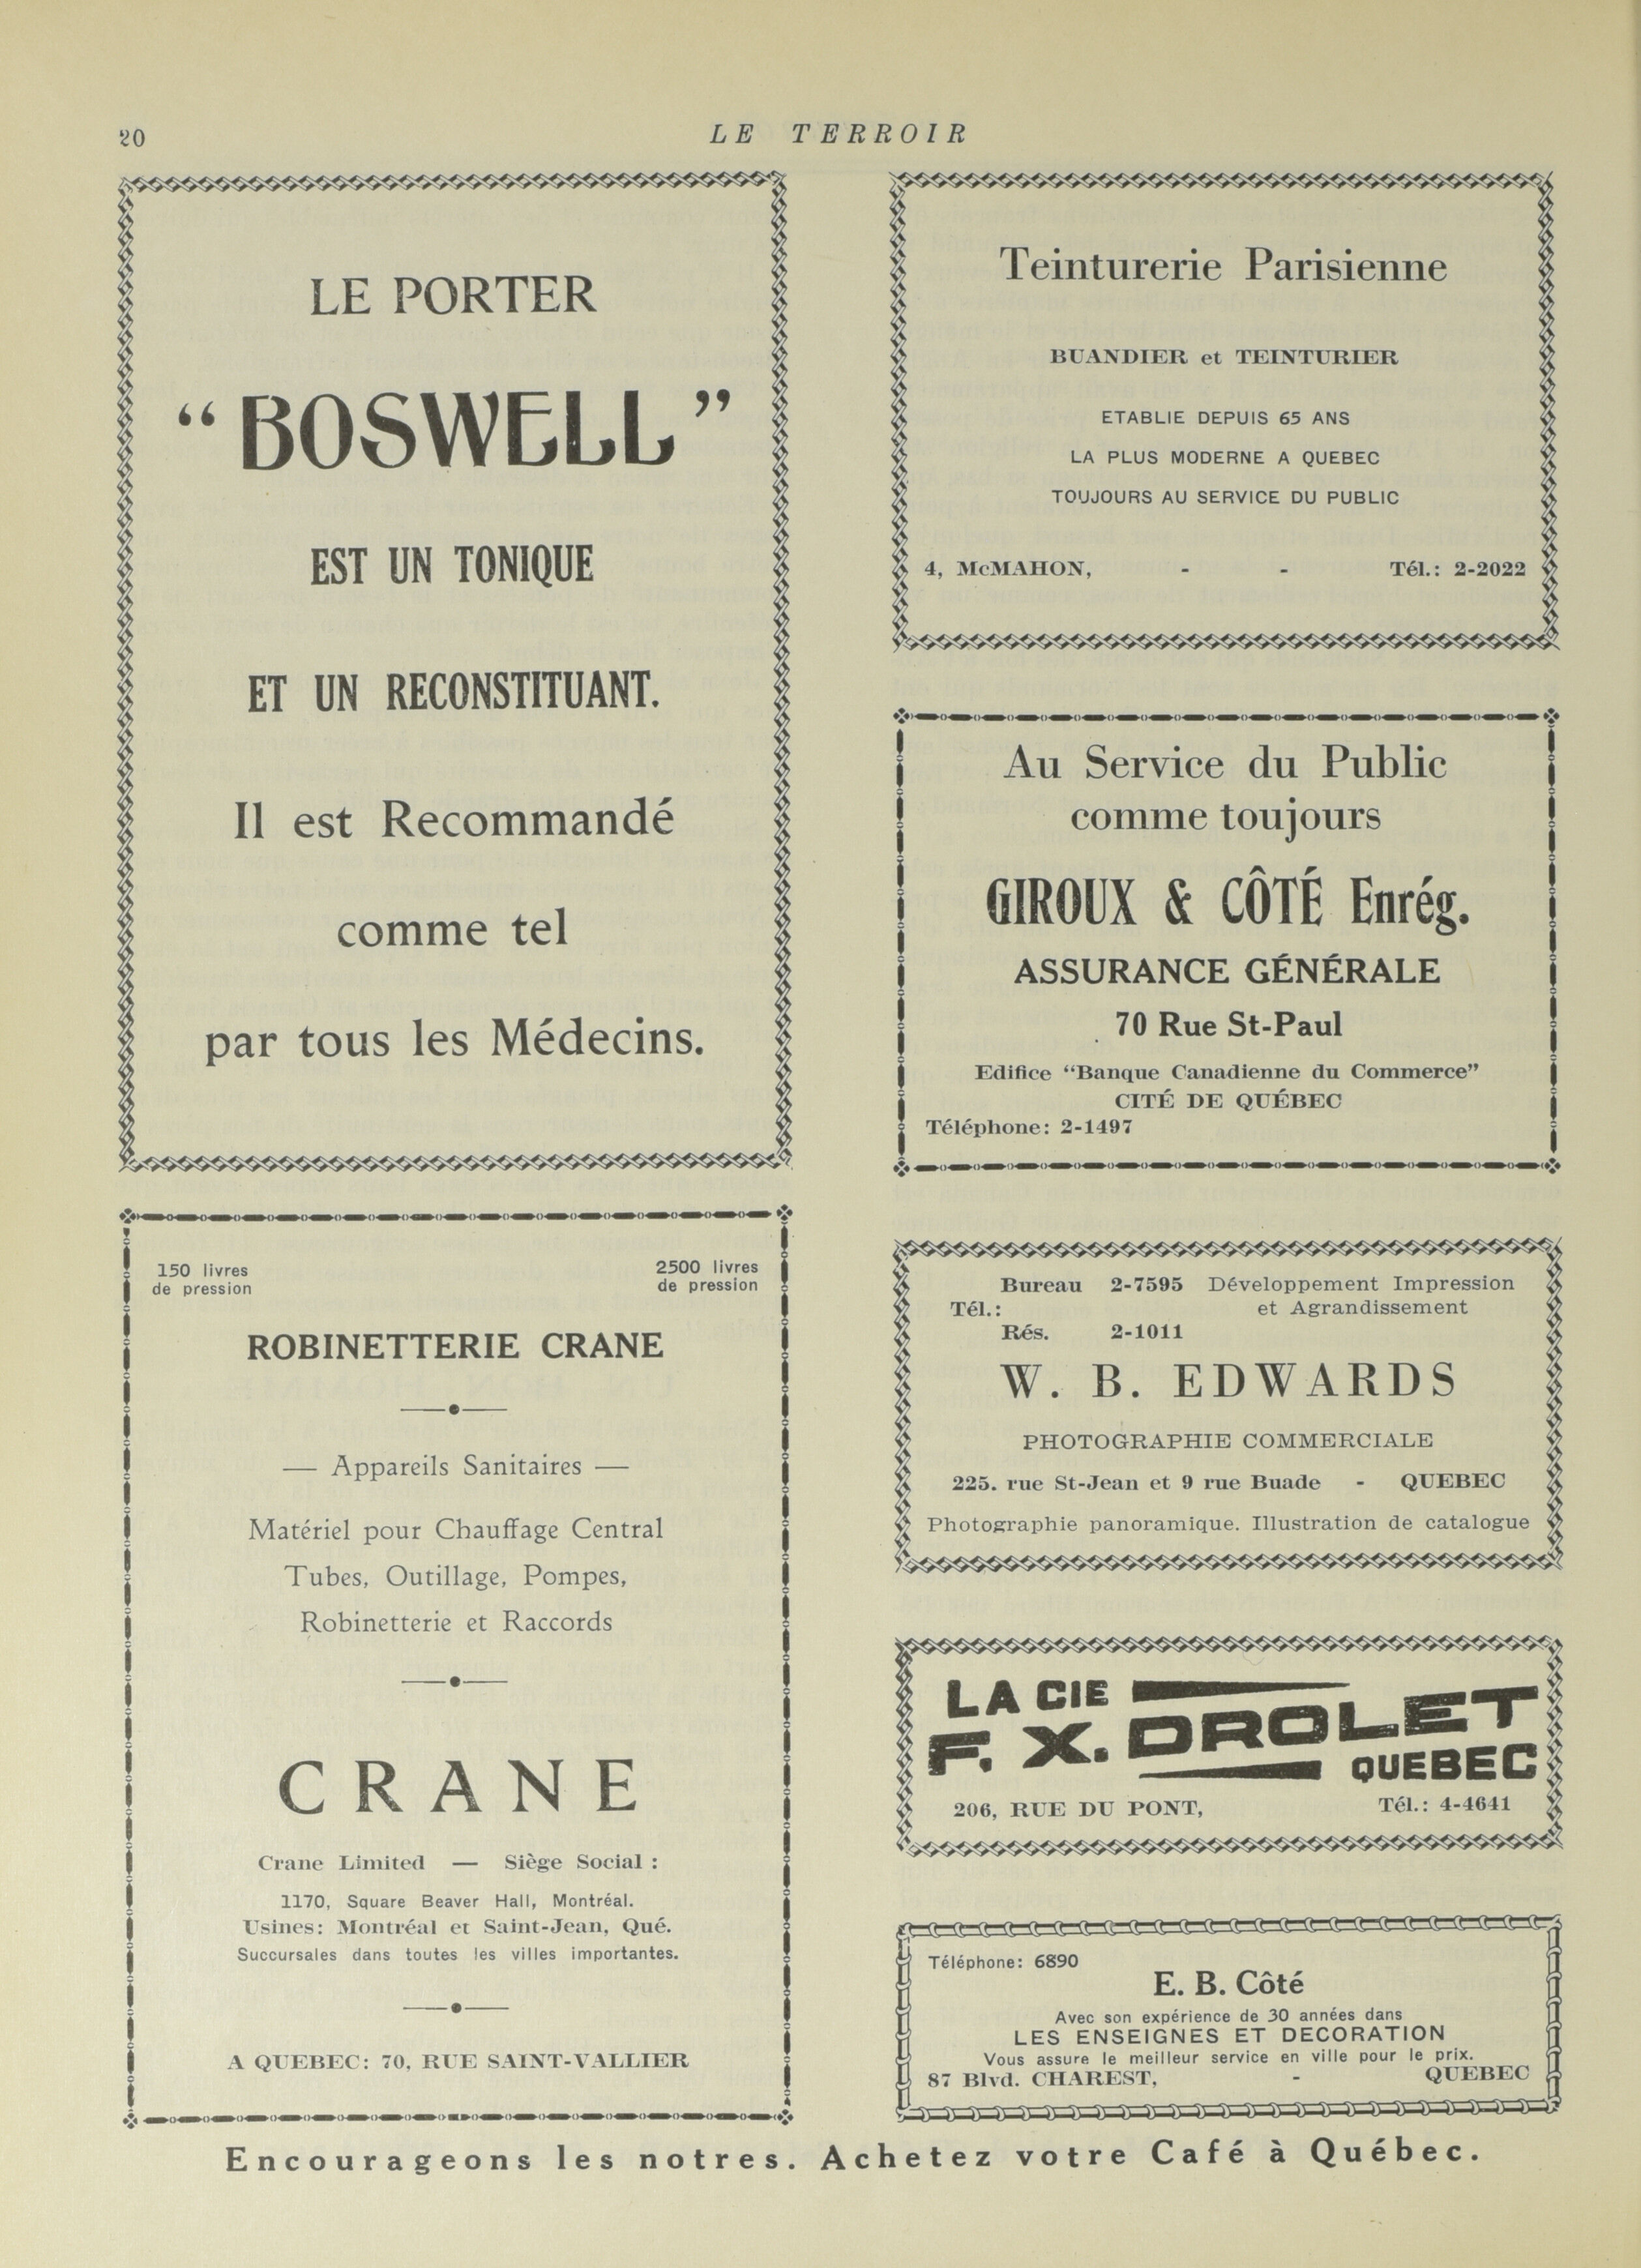 20
LE TERROIR
LE PORTER
“BOSWELL”
EST UN TONIQUE
ET UN RECONSTITUANT.
Il est Recommandé
comme tel
par tous les Médecins.
150 livres
de pression
2500 livres
de pression
ROBINETTERIE CRANE
— Appareils Sanitaires —
Matériel pour Chauffage Central
Tubes, Outillage, Pompes,
Robinetterie et Raccords
CRANE
Crane Limited — Siège Social :
1170, Square Beaver Hall, Montréal.
Usines: Montréal et Saint-Jean, Qué.
Succursales dans toutes les villes importantes.
A QUEBEC: 70, RUE SAINT-VALLIER
Teinturerie Parisienne
BUANDIER et TEINTURIER
ETABLIE DEPUIS 65 ANS
LA PLUS MODERNE A QUEBEC
TOUJOURS AU SERVICE DU PUBLIC
4, McMAHON, - - Tél.: 2-2022
Au Service du Public
comme toujours
GIROUX & CÔTÉ Enrég.
ASSURANCE GÉNÉRALE
70 Rue St-Paul
Edifice “Banque Canadienne du Commerce”
CITÉ DE QUÉBEC
Téléphone: 2-1497
Bureau 2-7595 Développement Impression
Tél.: et Agrandissement
Rés. 2-1011
W. B. EDWARDS
PHOTOGRAPHIE COMMERCIALE
225. rue St-Jean et 9 rue Buade - QUEBEC
Photographie panoramique. Illustration de catalogue
LA CIE
F. X. DROLET
QUEBEC
206, RUE DU PONT, Tél.: 4-4641
Téléphone: 6890
E. B. Côté
Avec son expérience de 30 années dans
LES ENSEIGNES ET DECORATION
Vous assure le meilleur service en ville pour le prix.
87 Blvd. CHAREST, - QUEBEC
Encourageons les notres. Achetez votre Café à Québec.